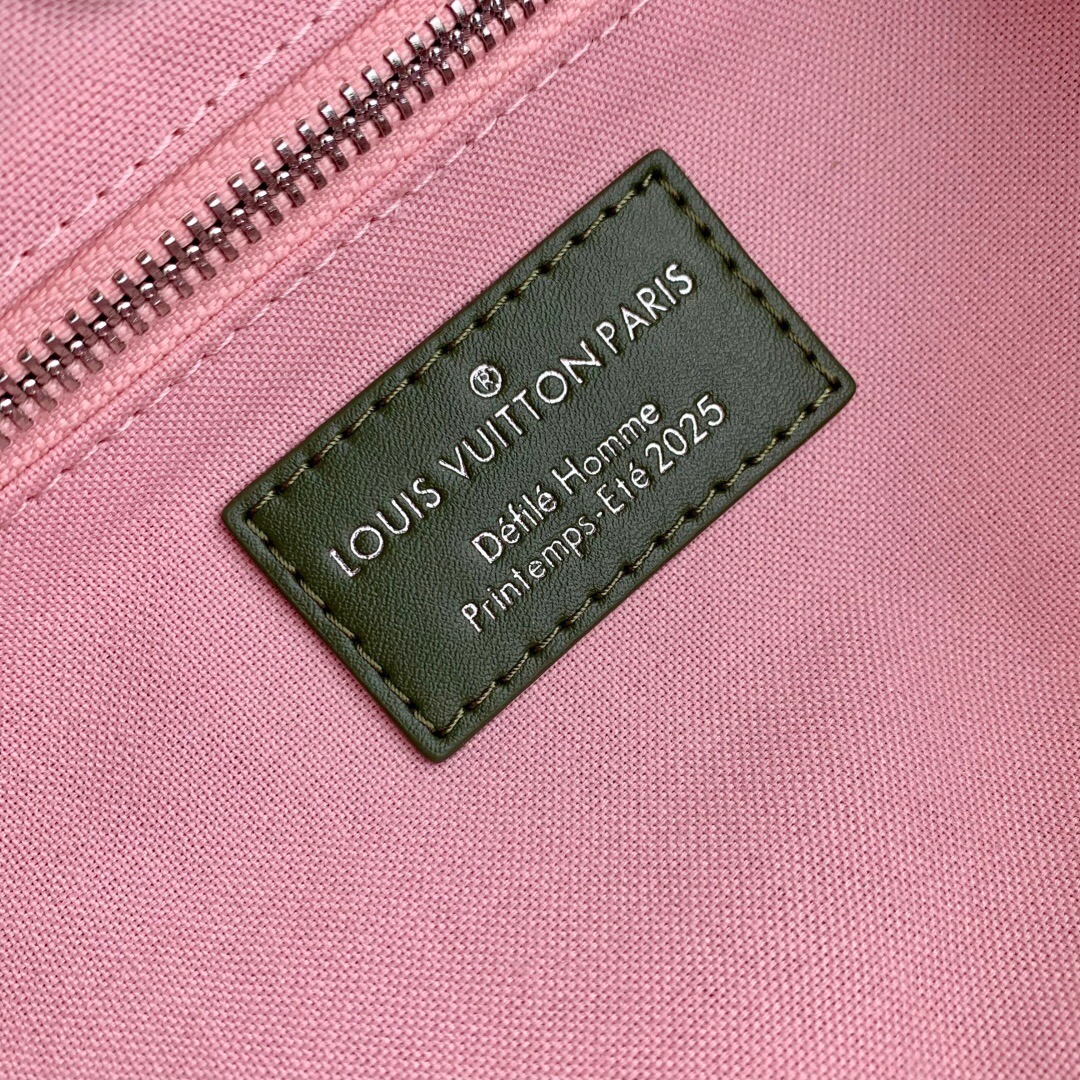 ®
LOUIS VUITTON PARIS
Défilé Homme
Printemps-Eté 2025